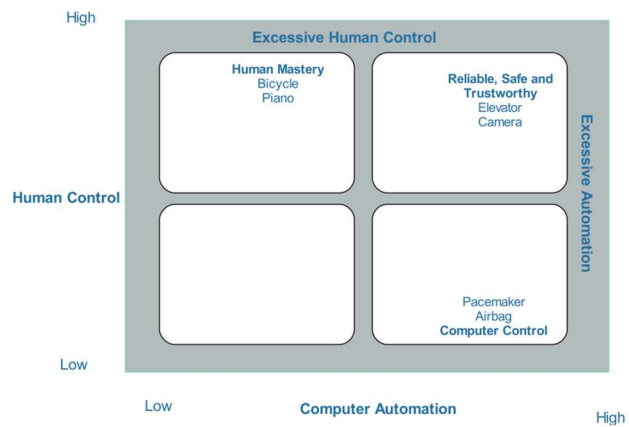 High
Excessive Human Control
Human Mastery
Bicycle
Piano
Reliable, Safe and
Trustworthy
Elevator
Camera
Excessive Automation
Human Control
Pacemaker
Airbag
Computer Control
Low
Low
Computer Automation
High